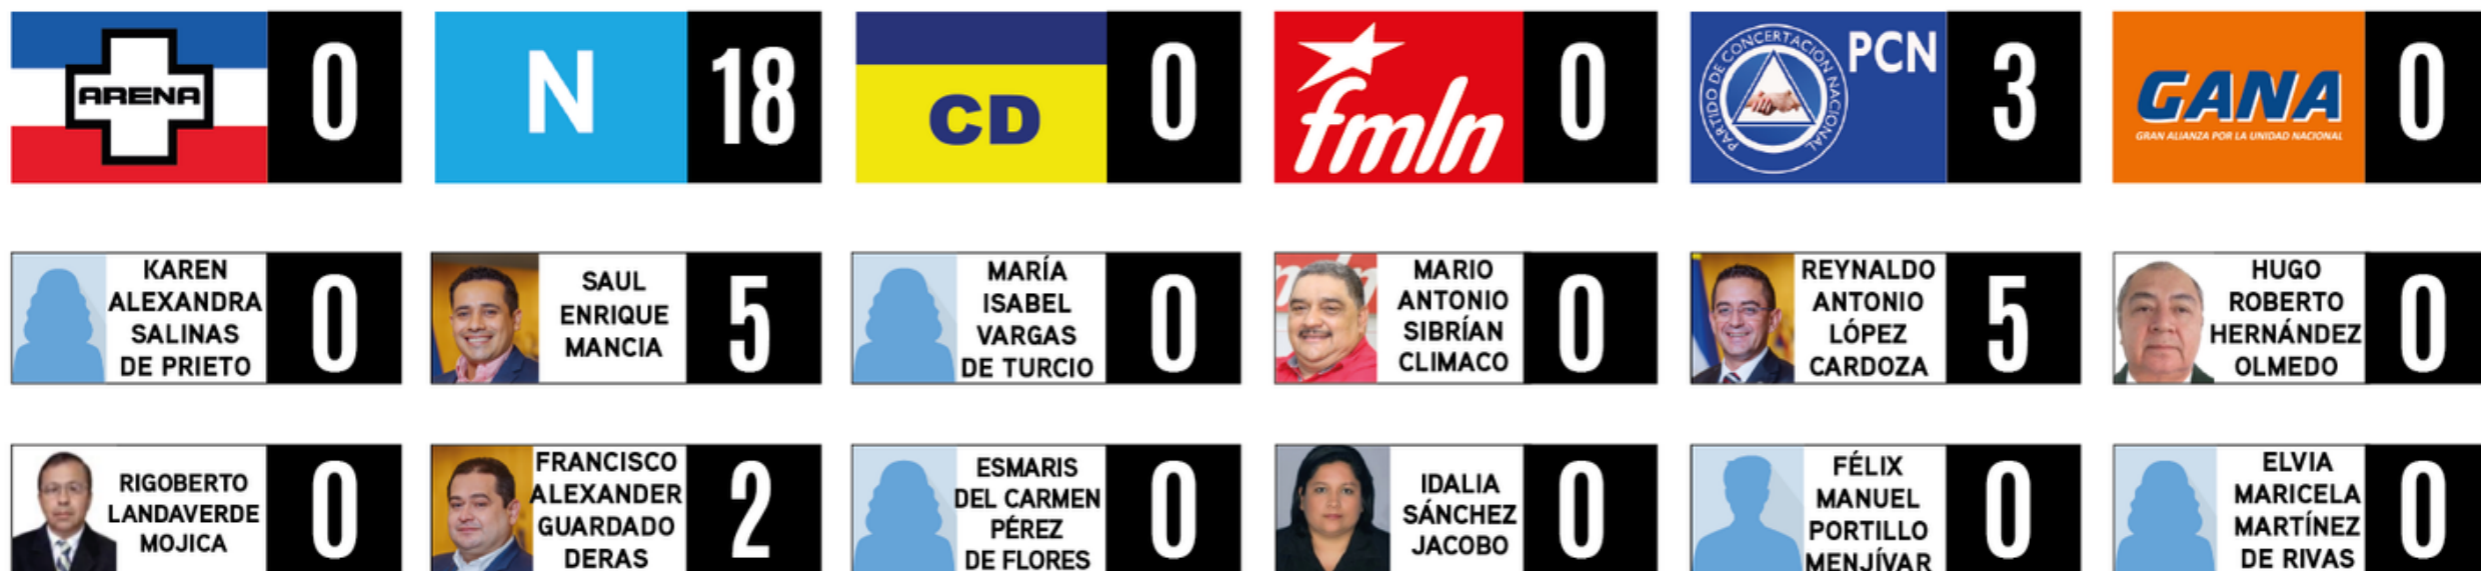 ARENA
0
N
18
CD
0
fmln
0
PARTIDO DE CONCERTACIÓN NACIONAL
PCN
3
GANA
GRAN ALIANZA POR LA UNIDAD NACIONAL
0
KAREN
ALEXANDRA
SALINAS
DE PRIETO
0
SAUL
ENRIQUE
MANCIA
5
MARÍA
ISABEL
VARGAS
DE TURCIO
0
MARIO
ANTONIO
SIBRÍAN
CLIMACO
0
REYNALDO
ANTONIO
LÓPEZ
CARDOZA
5
HUGO
ROBERTO
HERNÁNDEZ
OLMEDO
0
RIGOBERTO
LANDAVERDE
MOJICA
0
FRANCISCO
ALEXANDER
GUARDADO
DERAS
2
ESMARIS
DEL CARMEN
PÉREZ
DE FLORES
0
IDALIA
SÁNCHEZ
JACOBO
0
FÉLIX
MANUEL
PORTILLO
MENJÍVAR
0
ELVIA
MARICELA
MARTÍNEZ
DE RIVAS
0